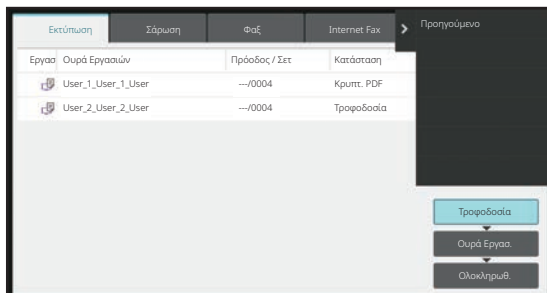 Εκτύπωση Σάρωση Φαξ Internet Fax Προηγούμενο
Εργασ Ουρά Εργασιών Πρόοδος / Σετ Κατάσταση
User_1_User_1_User ---/0004 Κρυπτ. PDF
User_2_User_2_User ---/0004 Τροφοδοσία
Τροφοδοσία
Ουρά Εργασ.
Ολοκληρωθ.